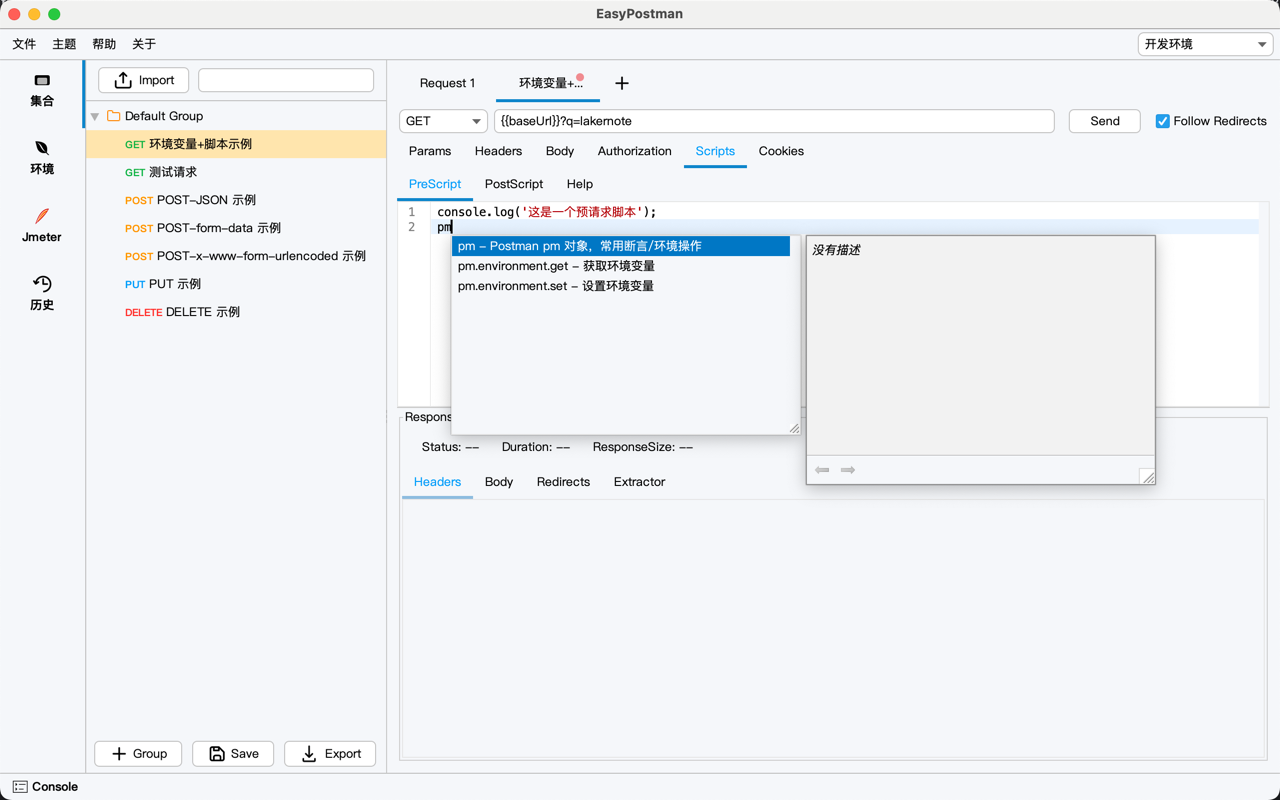 EasyPostman
文件 主题 帮助 关于
开发环境
集合
环境
Jmeter
历史
Import
Default Group
GET 环境变量+脚本示例
GET 测试请求
POST POST-JSON 示例
POST POST-form-data 示例
POST POST-x-www-form-urlencoded 示例
PUT PUT 示例
DELETE DELETE 示例
Group Save Export
Request 1 环境变量+...
GET {{baseUrl}}?q=lakernote Send Follow Redirects
Params Headers Body Authorization Scripts Cookies
PreScript PostScript Help
1 console.log('这是一个预请求脚本');
2 pm
pm - Postman pm 对象，常用断言/环境操作
pm.environment.get - 获取环境变量
pm.environment.set - 设置环境变量
没有描述
Respons
Status: -- Duration: -- ResponseSize: --
Headers Body Redirects Extractor
Console